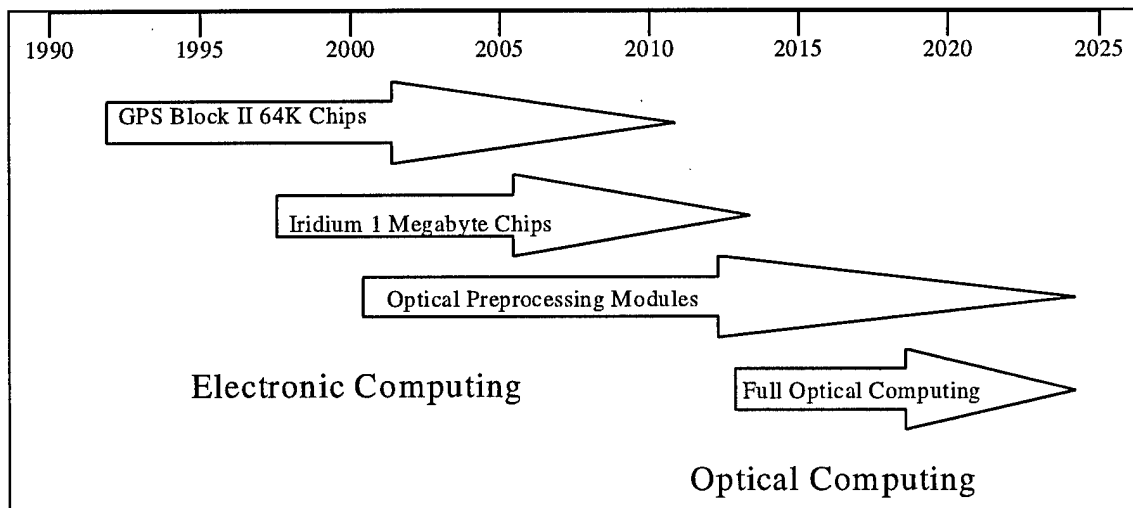 1990 1995 2000 2005 2010 2015 2020 2025
GPS Block II 64K Chips
Iridium 1 Megabyte Chips
Optical Preprocessing Modules
Electronic Computing
Full Optical Computing
Optical Computing